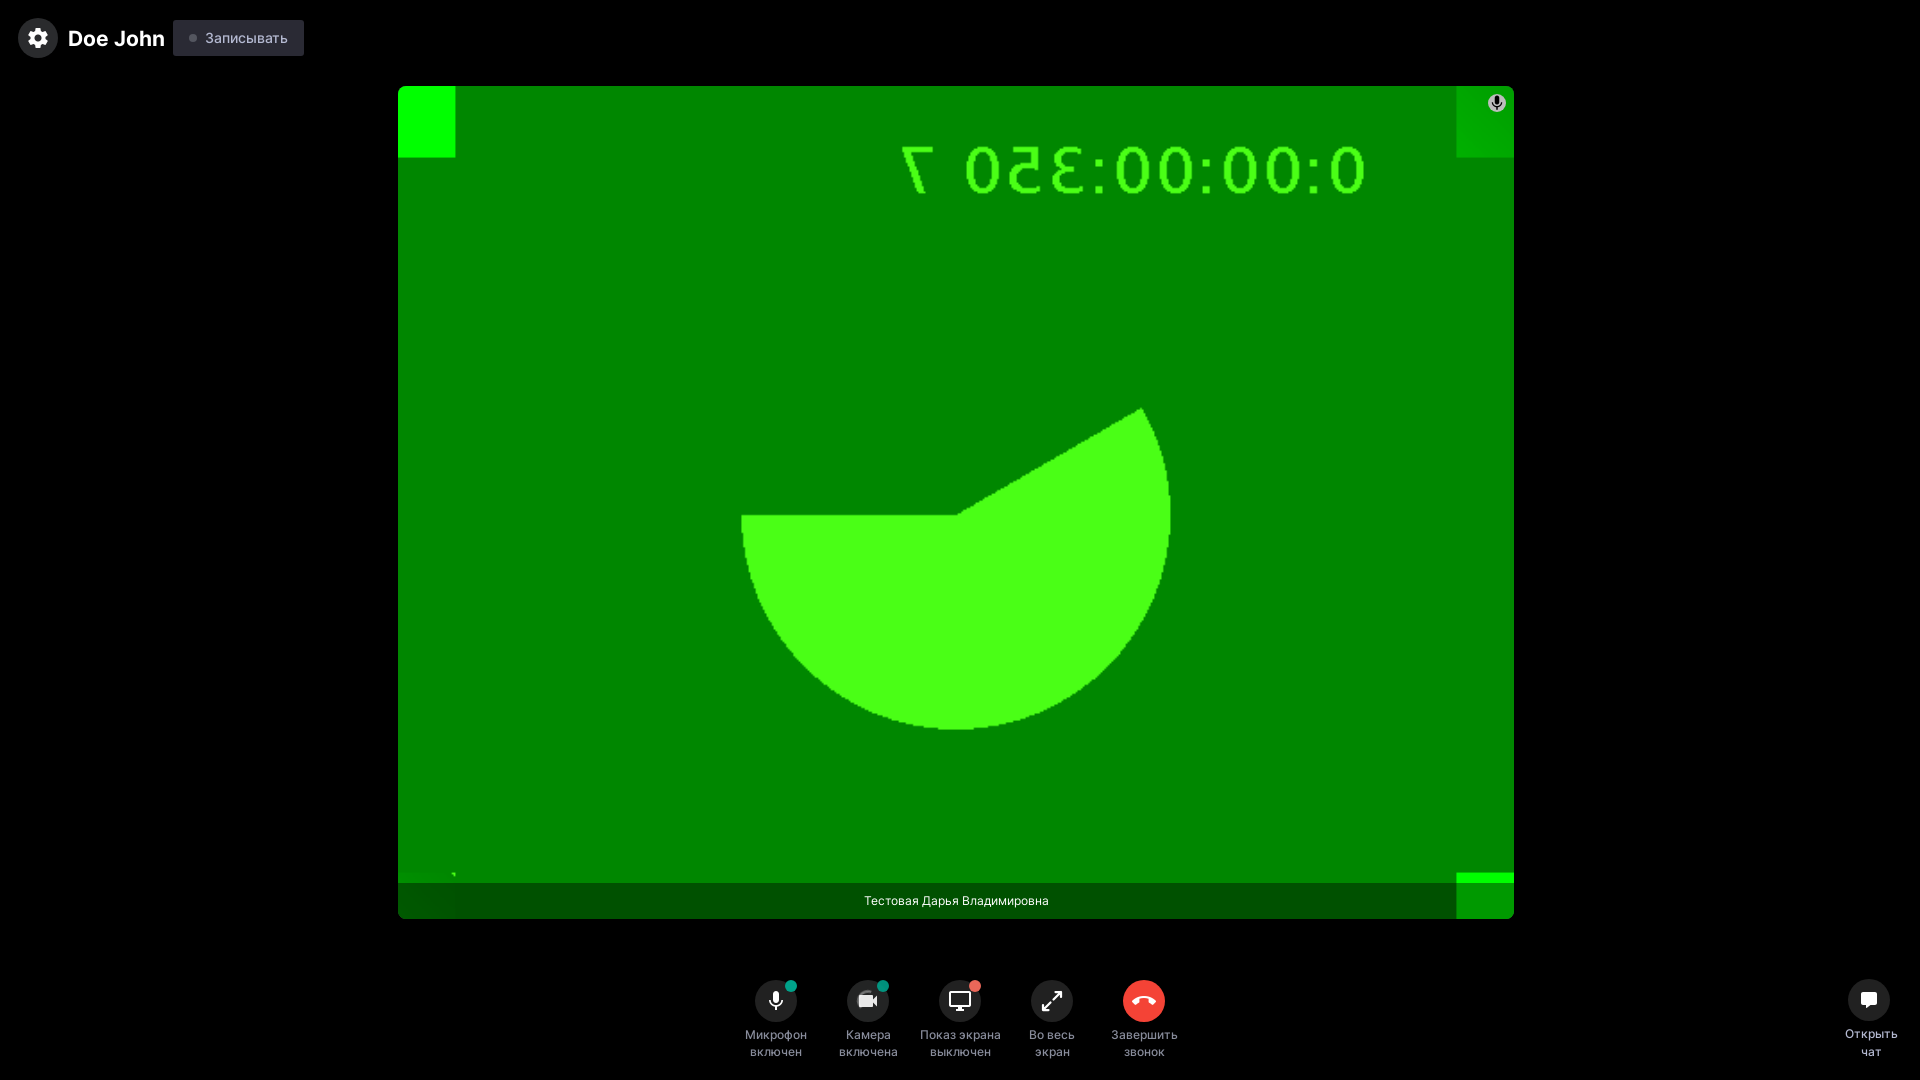 Doe John
Записывать
0:00:00:350 7
Тестовая Дарья Владимировна
Микрофон
включен
Камера
включена
Показ экрана
выключен
Во весь
экран
Завершить
звонок
Открыть
чат